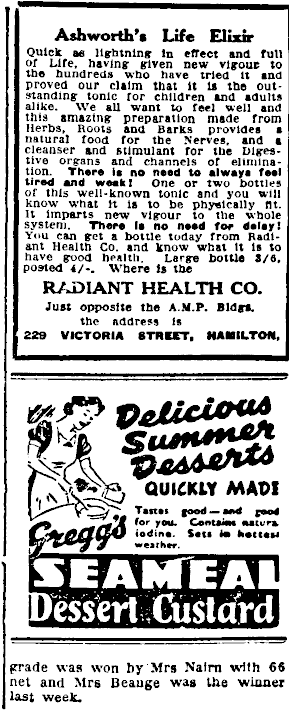 Ashworth's Life Elixir
Quick as lightning in effect and full
of Life, having given new vigour to
the hundreds who have tried it and
proved our claim that it is the out-
standing tonic for children and adults
alike. We all want to feel well and
this amazing preparation made from
Herbs, Roots and Barks provides a
natural food for the Nerves, and a
cleanser and stimulant for the Diges-
tive organs and channels of elimina-
tion. There is no need to always feel
tired and weak! One or two bottles
of this well-known tonic and you will
know what it is to be physically fit.
It imparts new vigour to the whole
system. There is no need for delay!
You can get a bottle today from Radi-
ant Health Co. and know what it is to
have good health. Large bottle 3/6,
posted 4/-. Where is the
RADIANT HEALTH CO.
Just opposite the A.M.P. Bldgs.
the address is
229 VICTORIA STREET, HAMILTON,
Delicious
Summer
Desserts
QUICKLY MADE
Tastes good—and good
for you. Contains natural
iodine. Sets in hottest
weather.
Gregg's
SEAMEAL
Dessert Custard
grade was won by Mrs Nairn with 66
net and Mrs Beange was the winner
last week.